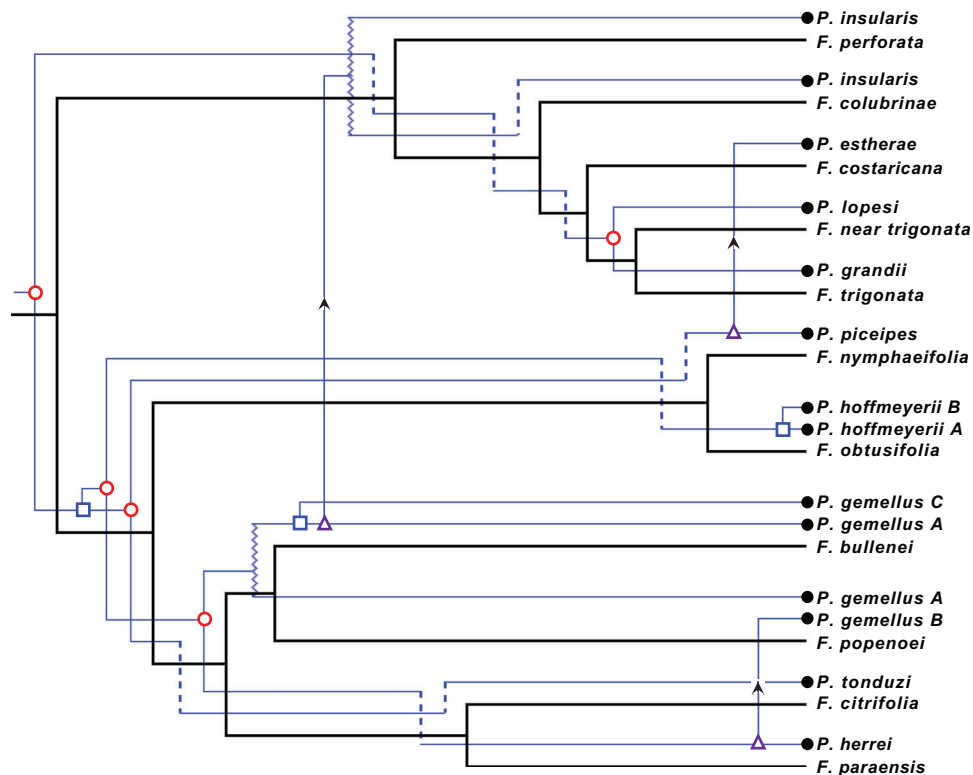 P. insularis
F. perforata
P. insularis
F. colubrinae
P. estherae
F. costaricana
P. lopesi
F. near trigonata
P. grandii
F. trigonata
P. piceipes
F. nymphaeifolia
P. hoffmeyerii B
P. hoffmeyerii A
F. obtusifolia
P. gemellus C
P. gemellus A
F. bullenei
P. gemellus A
P. gemellus B
F. popenoei
P. tonduzi
F. citrifolia
P. herrei
F. paraensis